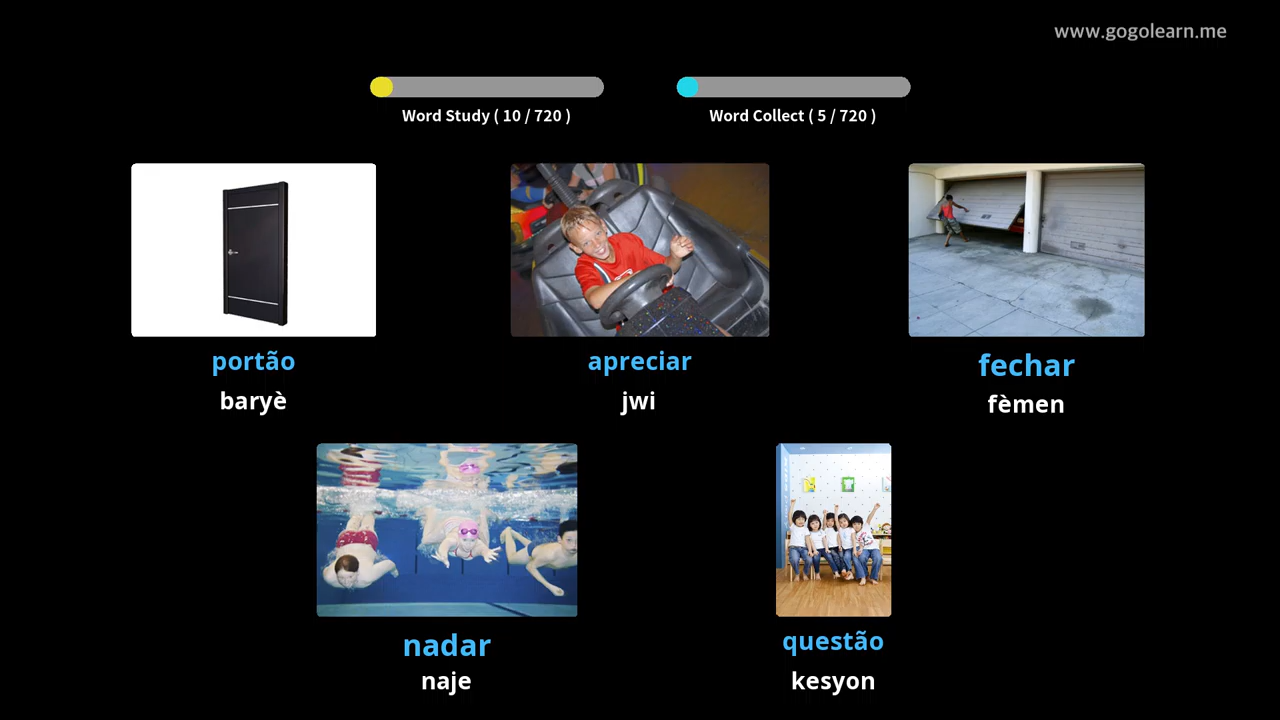 www.gogolearn.me
Word Study ( 10 / 720 )
Word Collect ( 5 / 720 )
portão
baryè
apreciar
jwi
fechar
fèmen
nadar
naje
questão
kesyon